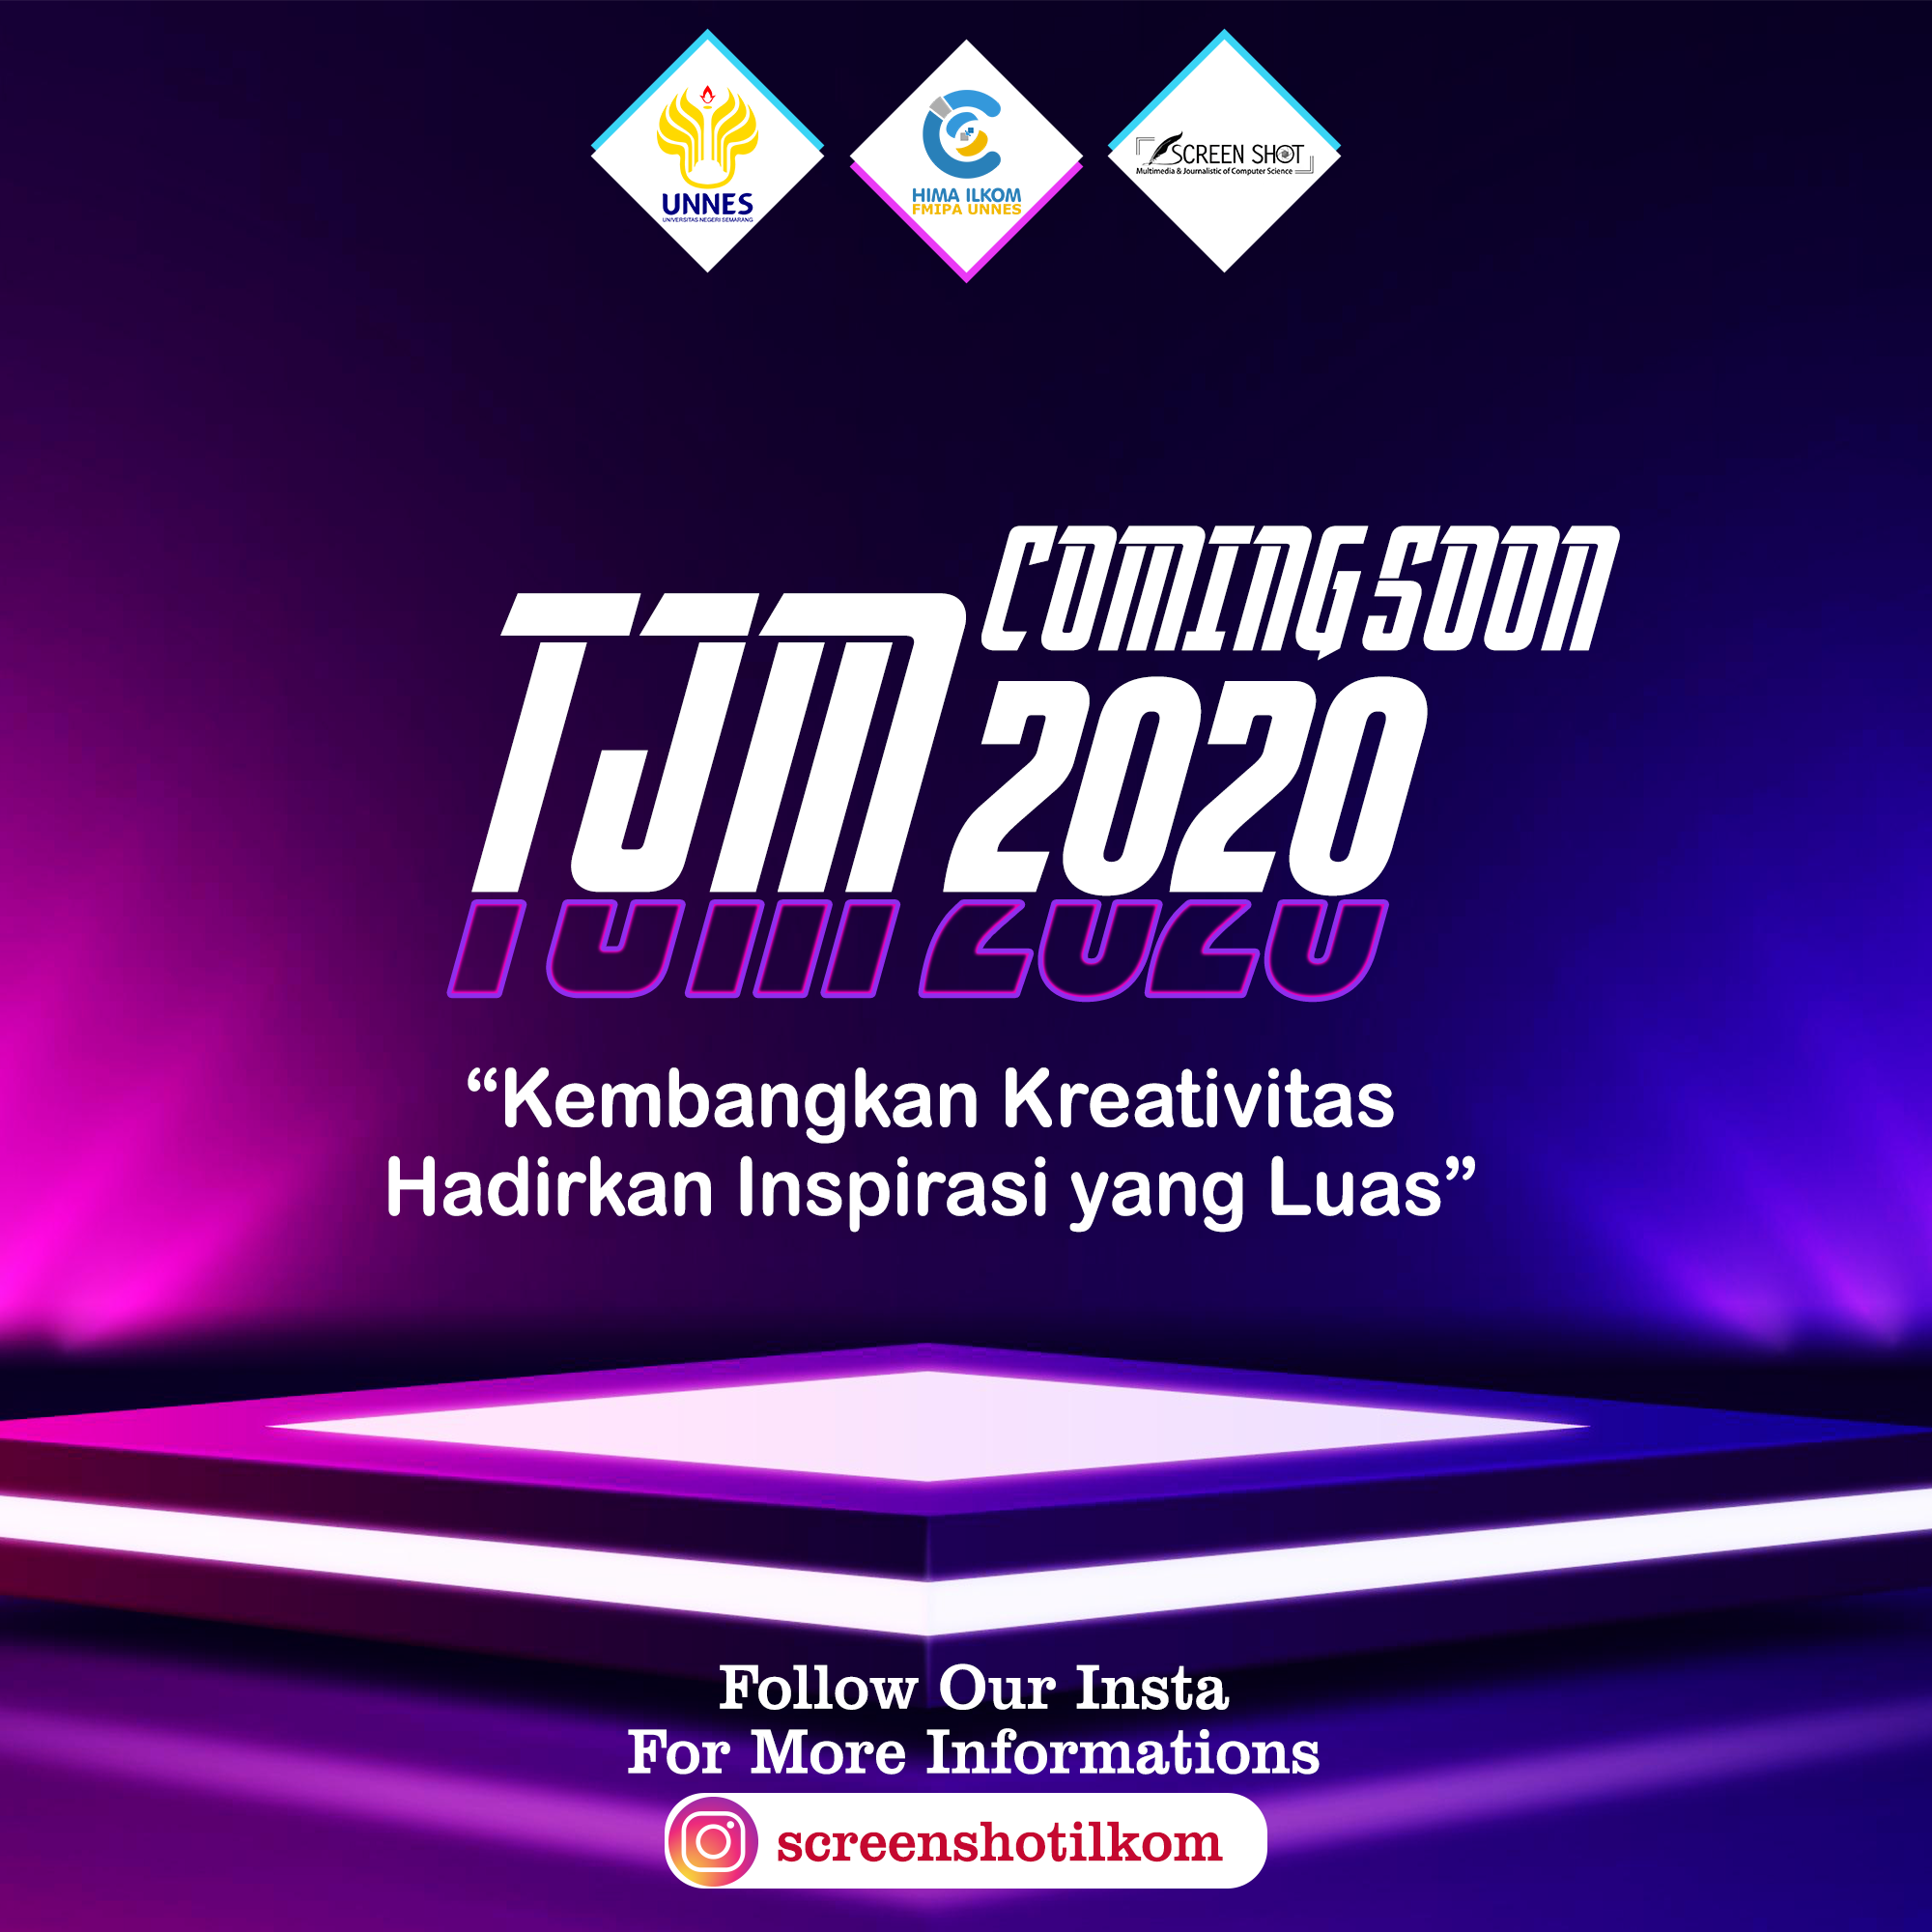 UNNES
UNIVERSITAS NEGERI SEMARANG
HIMA ILKOM
FMIPA UNNES
SCREEN SHOT
Multimedia & Journalistic of Computer Science
COMING SOON
TJM 2020
“Kembangkan Kreativitas
Hadirkan Inspirasi yang Luas”
Follow Our Insta
For More Informations
screenshotilkom